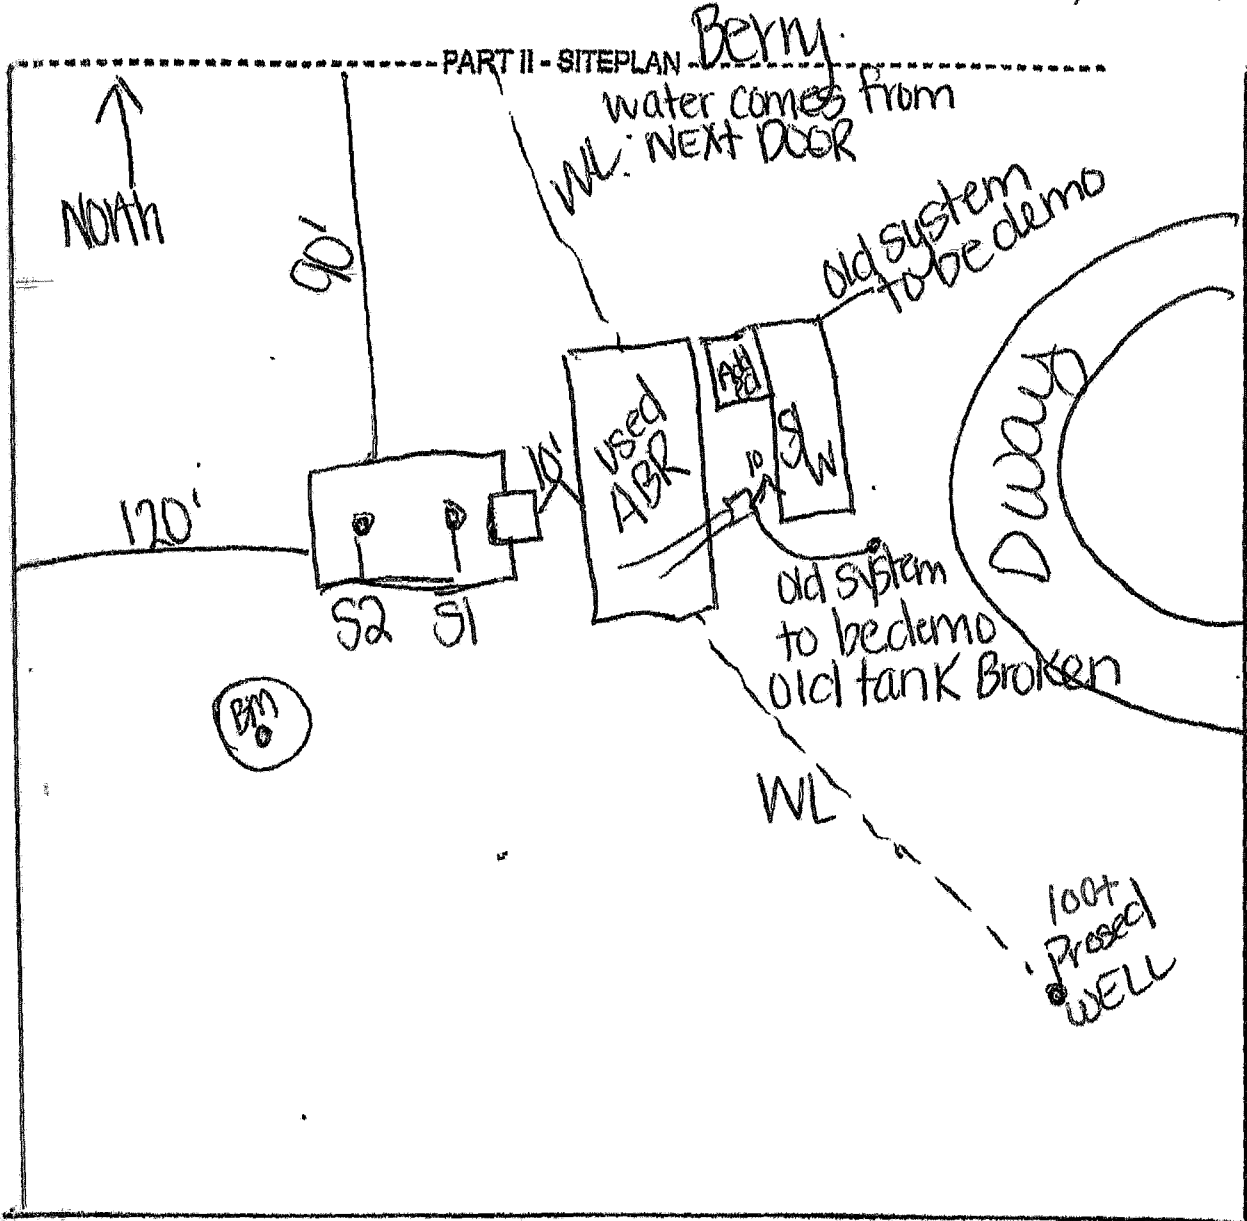 Berry.
PART II - SITEPLAN
water comes from
NEXT DOOR
WL
North
90'
old system
to be demo
used
ABR
SW
10'
10
Dway
120'
S2
S1
old system
to be demo
old tank Broken
BM
WL
100+
Prosed
WELL